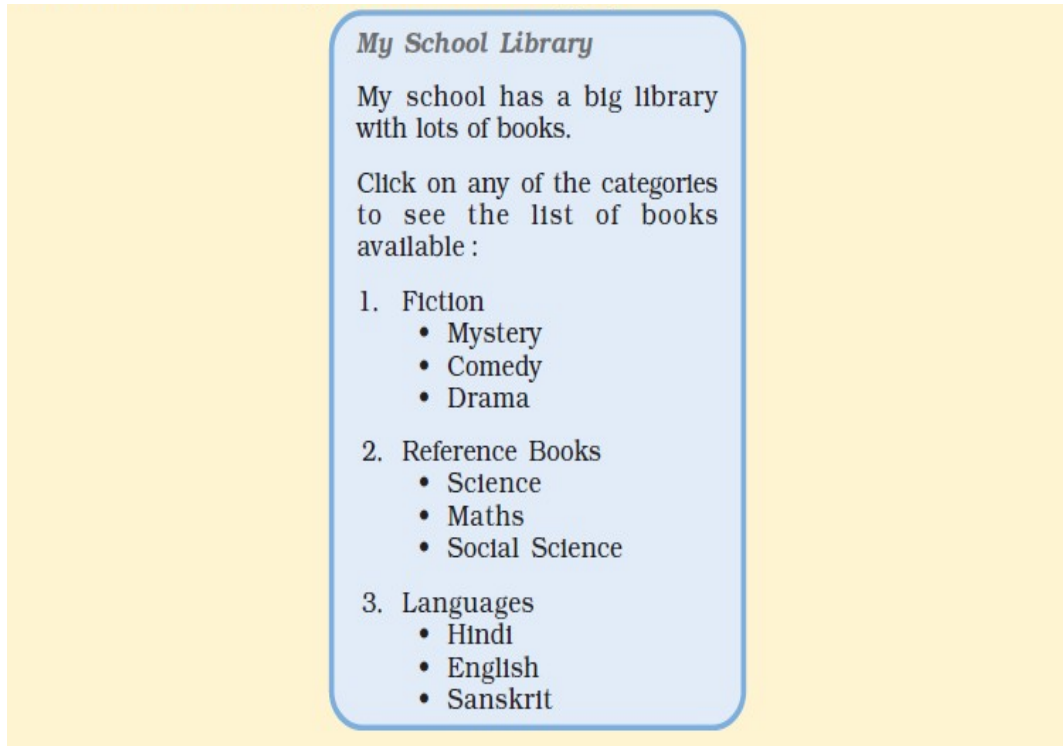 My School Library
My school has a big library
with lots of books.
Click on any of the categories
to see the list of books
available :
1. Fiction
• Mystery
• Comedy
• Drama
2. Reference Books
• Science
• Maths
• Social Science
3. Languages
• Hindi
• English
• Sanskrit